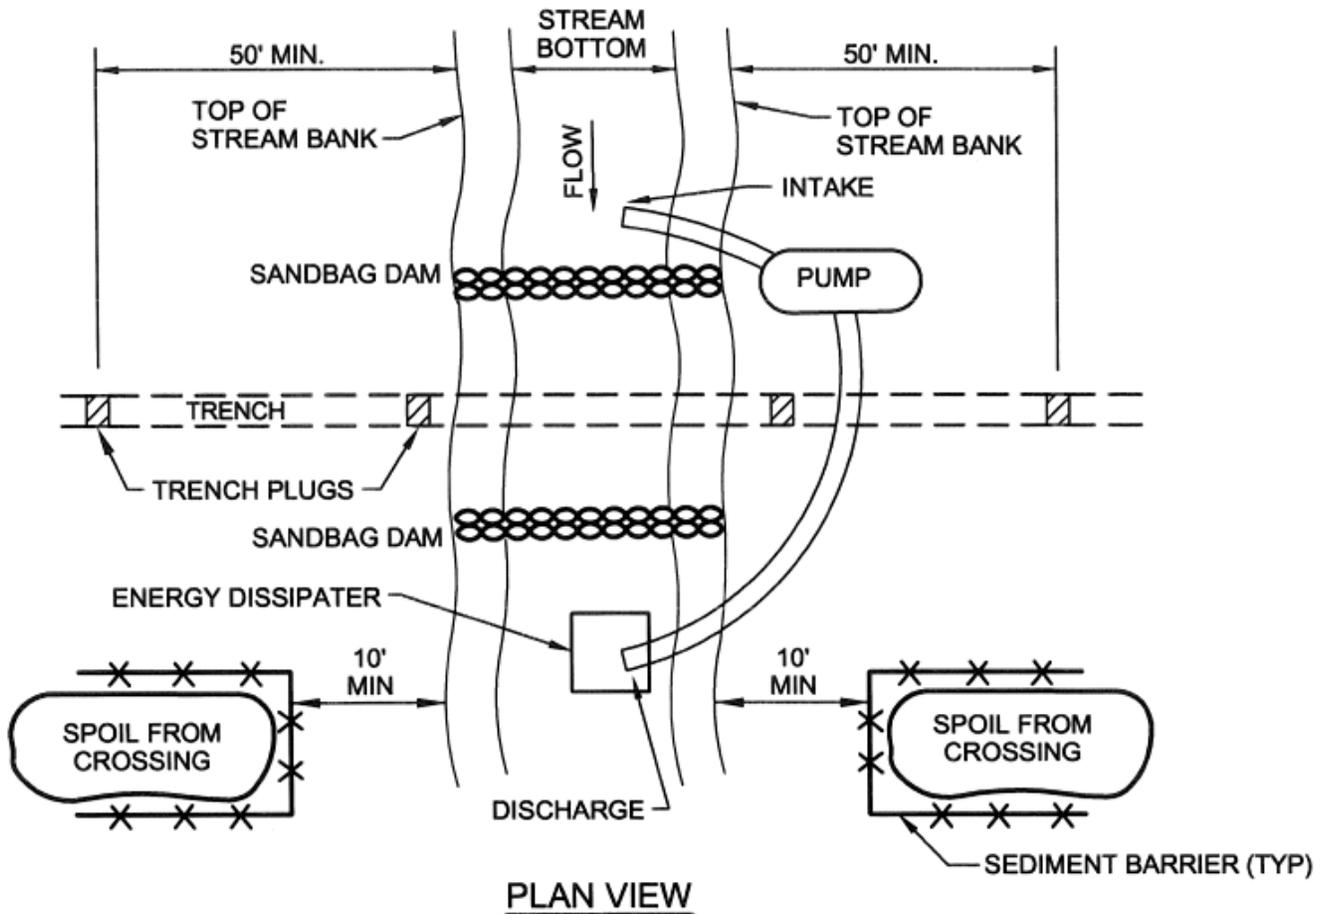 STREAM
BOTTOM
50' MIN.
50' MIN.
TOP OF
STREAM BANK
TOP OF
STREAM BANK
FLOW
INTAKE
SANDBAG DAM
PUMP
TRENCH
TRENCH PLUGS
SANDBAG DAM
ENERGY DISSIPATER
10'
MIN
10'
MIN
SPOIL FROM
CROSSING
SPOIL FROM
CROSSING
DISCHARGE
SEDIMENT BARRIER (TYP)
PLAN VIEW